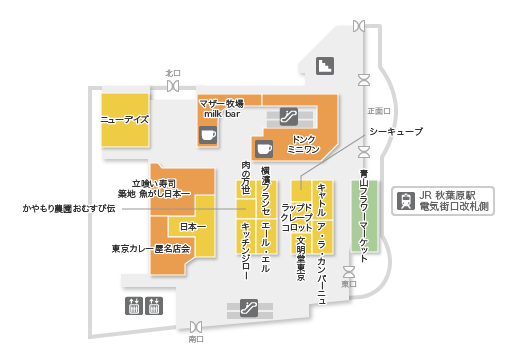 北口
ニューデイズ
マザー牧場
milk bar
正面口
シーキューブ
ドンク
ミニワン
肉の万世
横濱フランセ
青山フラワーマーケット
立喰い寿司
築地 魚がし日本一
かやもり農園おむすび伝
日本一
東京カレー屋名店会
キッチンジロー
エール・エル
ラップドクレープ
コロット
文明堂東京
キャトル
ア・ラ・カンパーニュ
JR 秋葉原駅
電気街口改札側
東口
南口